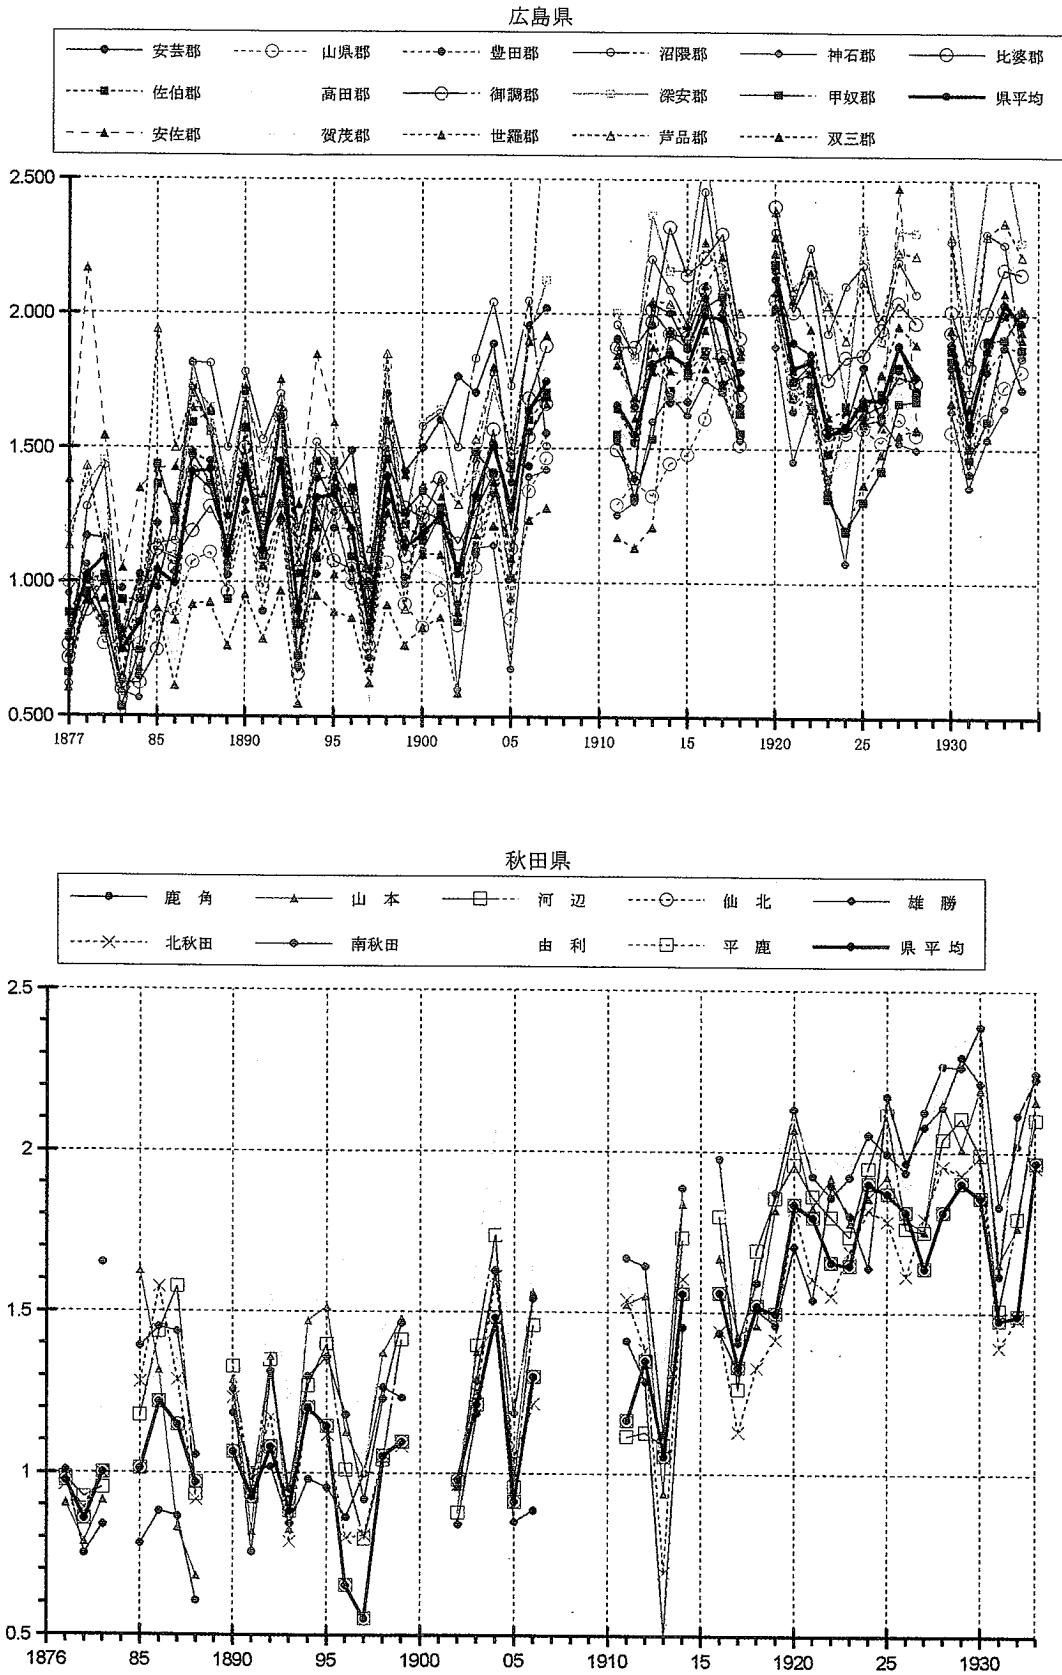 広島県
安芸郡 山県郡 豊田郡 沼隈郡 神石郡 比婆郡
佐伯郡 高田郡 御調郡 深安郡 甲奴郡 県平均
安佐郡 賀茂郡 世羅郡 芦品郡 双三郡
2.500
2.000
1.500
1.000
0.500
1877 85 1890 95 1900 05 1910 15 1920 25 1930
秋田県
鹿角 山本 河辺 仙北 雄勝
北秋田 南秋田 由利 平鹿 県平均
2.5
2
1.5
1
0.5
1876 85 1890 95 1900 05 1910 15 1920 25 1930